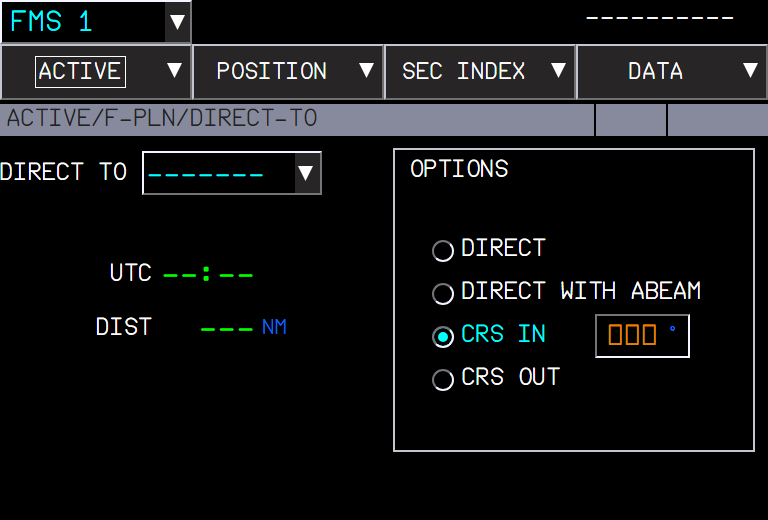 FMS 1 ▼ ----------
ACTIVE ▼ POSITION ▼ SEC INDEX ▼ DATA ▼
ACTIVE/F-PLN/DIRECT-TO
DIRECT TO ------- ▼
UTC --:--
DIST --- NM
OPTIONS
DIRECT
DIRECT WITH ABEAM
CRS IN ▯▯▯ °
CRS OUT